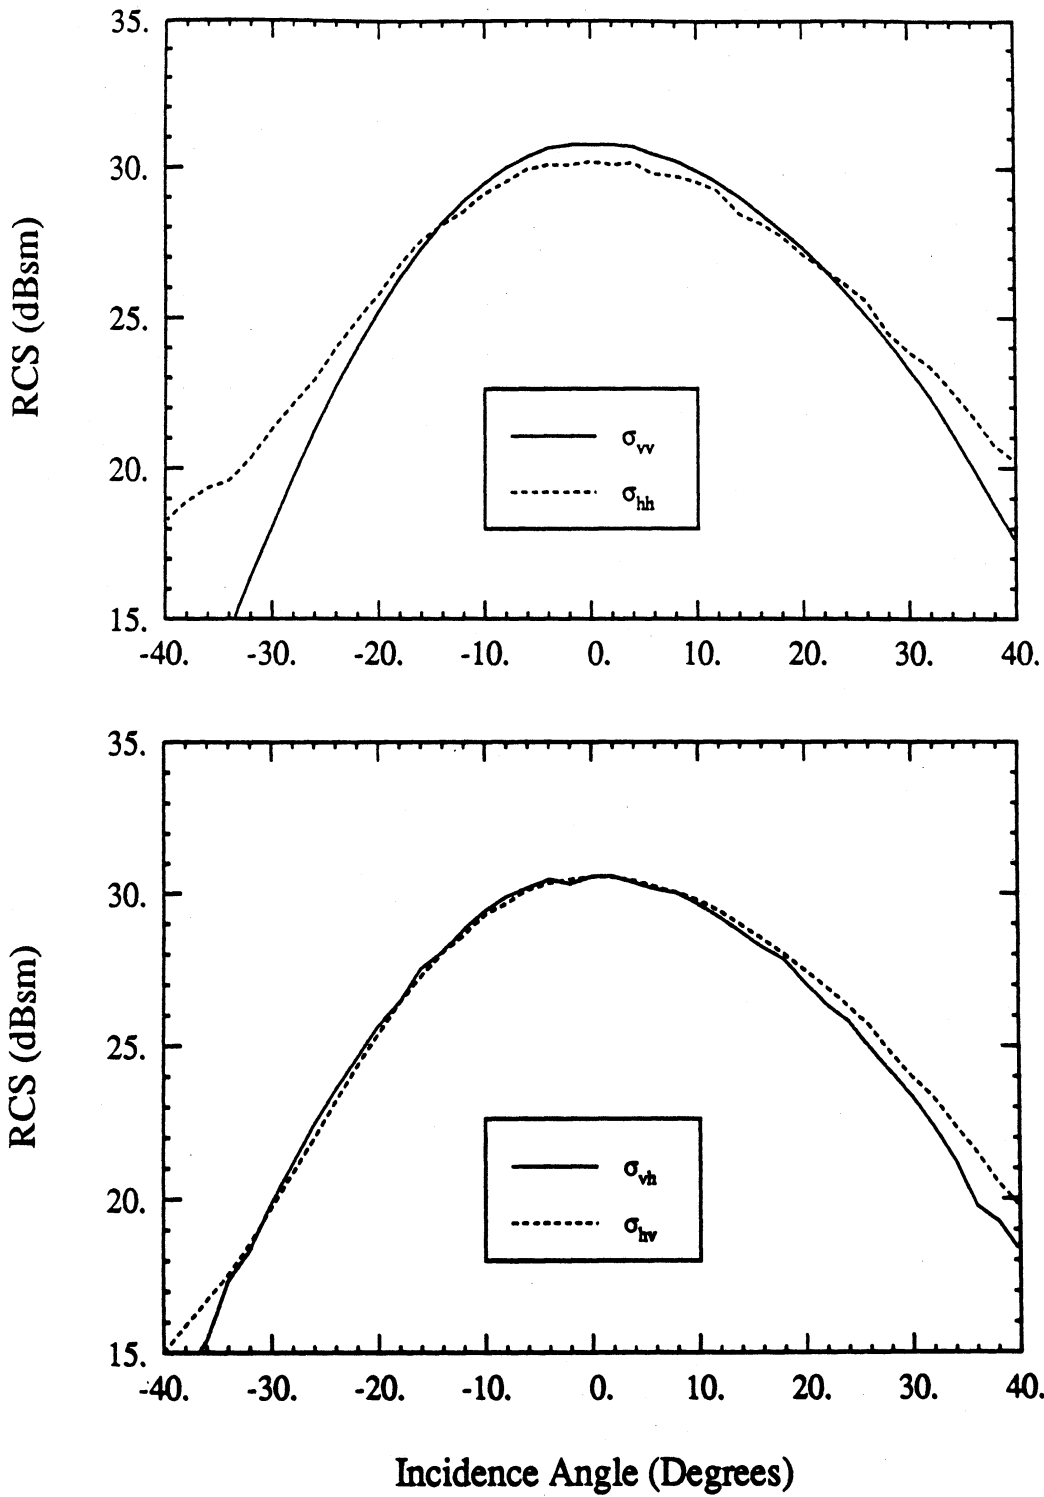 35.
30.
25.
20.
15.
RCS (dBsm)
σvv
σhh
-40. -30. -20. -10. 0. 10. 20. 30. 40.
35.
30.
25.
20.
15.
RCS (dBsm)
σvh
σhv
-40. -30. -20. -10. 0. 10. 20. 30. 40.
Incidence Angle (Degrees)